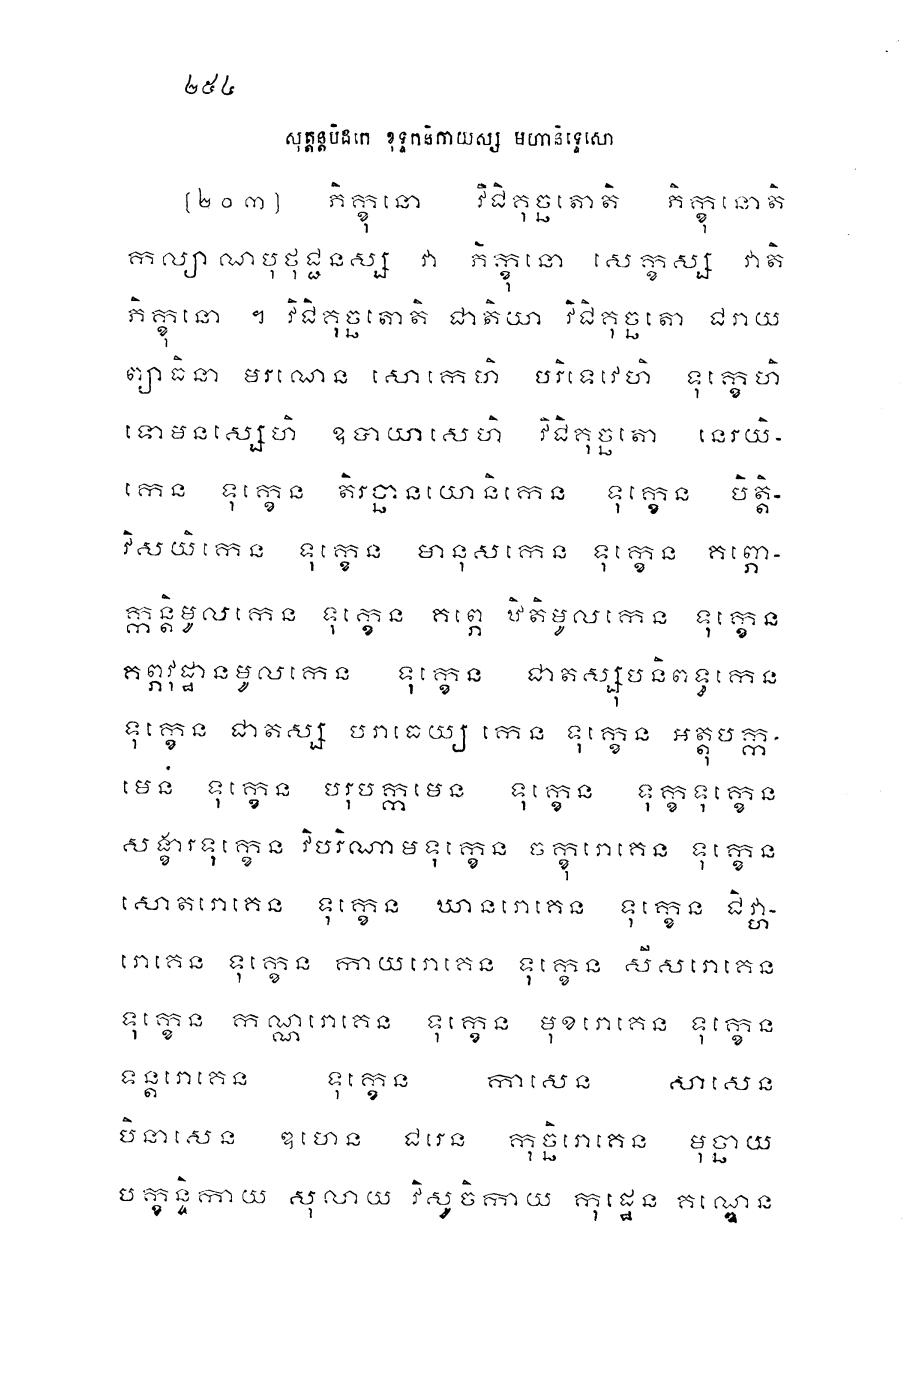 ២៥៤
សុត្តន្តបិដកេ ខុទ្ទកនិកាយស្ស មហានិទ្ទេសោ
[២០៣] ភិក្ខុនោ វិជិគុច្ឆតោតិ ភិក្ខុនោតិ
កល្យាណបុថុជ្ជនស្ស វា ភិក្ខុនោ សេក្ខស្ស វាតិ
ភិក្ខុនោ ។ វិជិគុច្ឆតោតិ ជាតិយា វិជិគុច្ឆតោ ជរាយ
ព្យាធិនា មរណេន សោកេហិ បរិទេវេហិ ទុក្ខេហិ
ទោមនស្សេហិ ឧបាយាសេហិ វិជិគុច្ឆតោ នេរយិ-
កេន ទុក្ខេន តិរច្ឆានយោនិកេន ទុក្ខេន បិត្តិ-
វិសយិកេន ទុក្ខេន មានុសកេន ទុក្ខេន គព្ភោ-
ក្កន្តិមូលកេន ទុក្ខេន គព្ភេ ឋិតិមូលកេន ទុក្ខេន
គព្ភវុដ្ឋានមូលកេន ទុក្ខេន ជាតស្សុបនិពទ្ធកេន
ទុក្ខេន ជាតស្ស បរាធេយ្យកេន ទុក្ខេន អត្តុបក្ក-
មេន ទុក្ខេន បរុបក្កមេន ទុក្ខេន ទុក្ខទុក្ខេន
សង្ខារទុក្ខេន វិបរិណាមទុក្ខេន ចក្ខុរោគេន ទុក្ខេន
សោតរោគេន ទុក្ខេន ឃានរោគេន ទុក្ខេន ជិវ្ហា-
រោគេន ទុក្ខេន កាយរោគេន ទុក្ខេន សីសរោគេន
ទុក្ខេន កណ្ណរោគេន ទុក្ខេន មុខរោគេន ទុក្ខេន
ទន្តរោគេន ទុក្ខេន កាសេន សាសេន
បិនាសេន ឌហេន ជរេន កុច្ឆិរោគេន មុច្ឆាយ
បក្ខន្ទិកាយ សុលាយ វិសូចិកាយ កុដ្ឋេន គណ្ឌេន